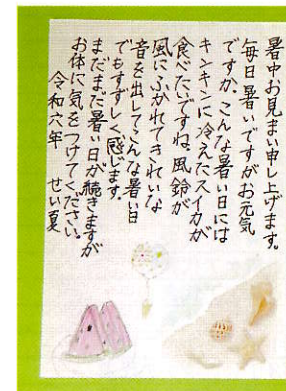 暑中お見まい申し上げます。
毎日暑いですがお元気
ですか。こんな暑い日には
キンキンに冷えたスイカが
食べたいですね。風鈴が
風にふかれてきれいな
音を出してこんな暑い日
でもすずしく感じます。
まだまだ暑い日が続きますが
お体に気をつけてください。
令和六年 せい夏